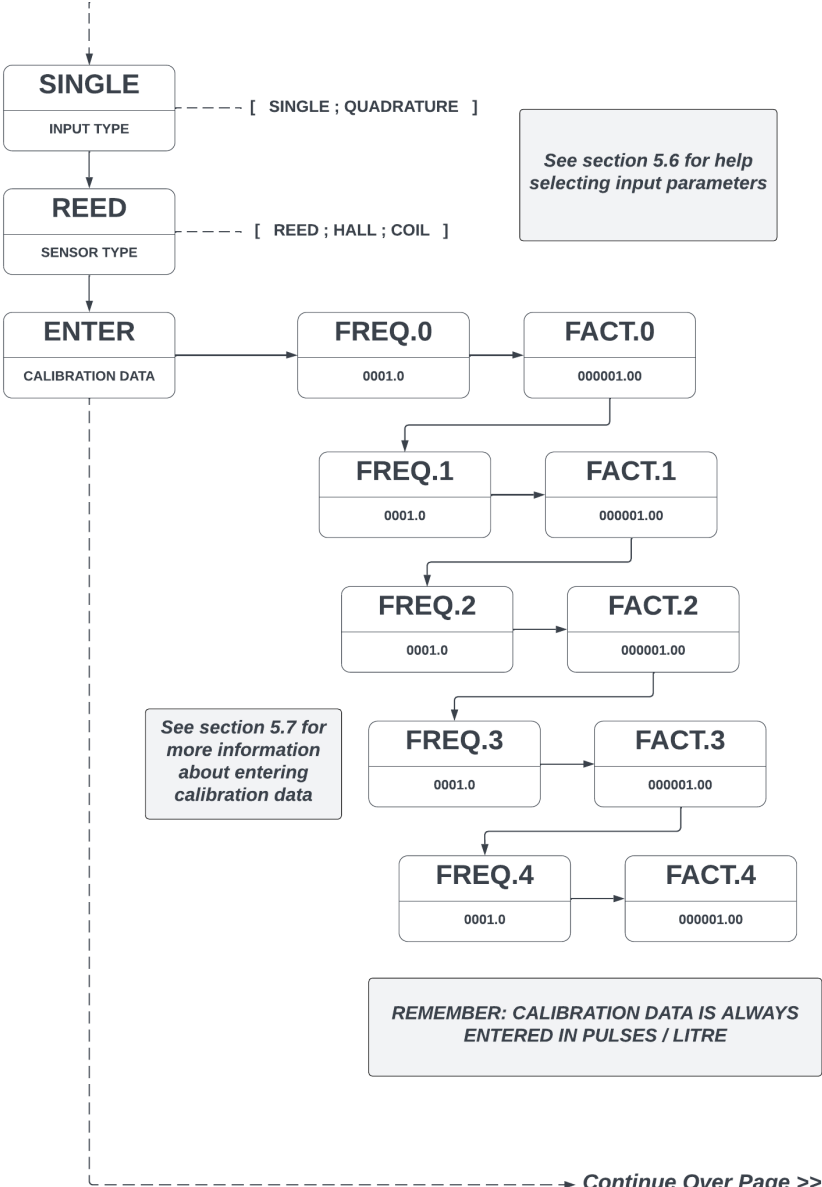 SINGLE
INPUT TYPE
[ SINGLE ; QUADRATURE ]
See section 5.6 for help
selecting input parameters
REED
SENSOR TYPE
[ REED ; HALL ; COIL ]
ENTER
CALIBRATION DATA
FREQ.0
0001.0
FACT.0
000001.00
FREQ.1
0001.0
FACT.1
000001.00
FREQ.2
0001.0
FACT.2
000001.00
See section 5.7 for
more information
about entering
calibration data
FREQ.3
0001.0
FACT.3
000001.00
FREQ.4
0001.0
FACT.4
000001.00
REMEMBER: CALIBRATION DATA IS ALWAYS
ENTERED IN PULSES / LITRE
Continue Over Page >>